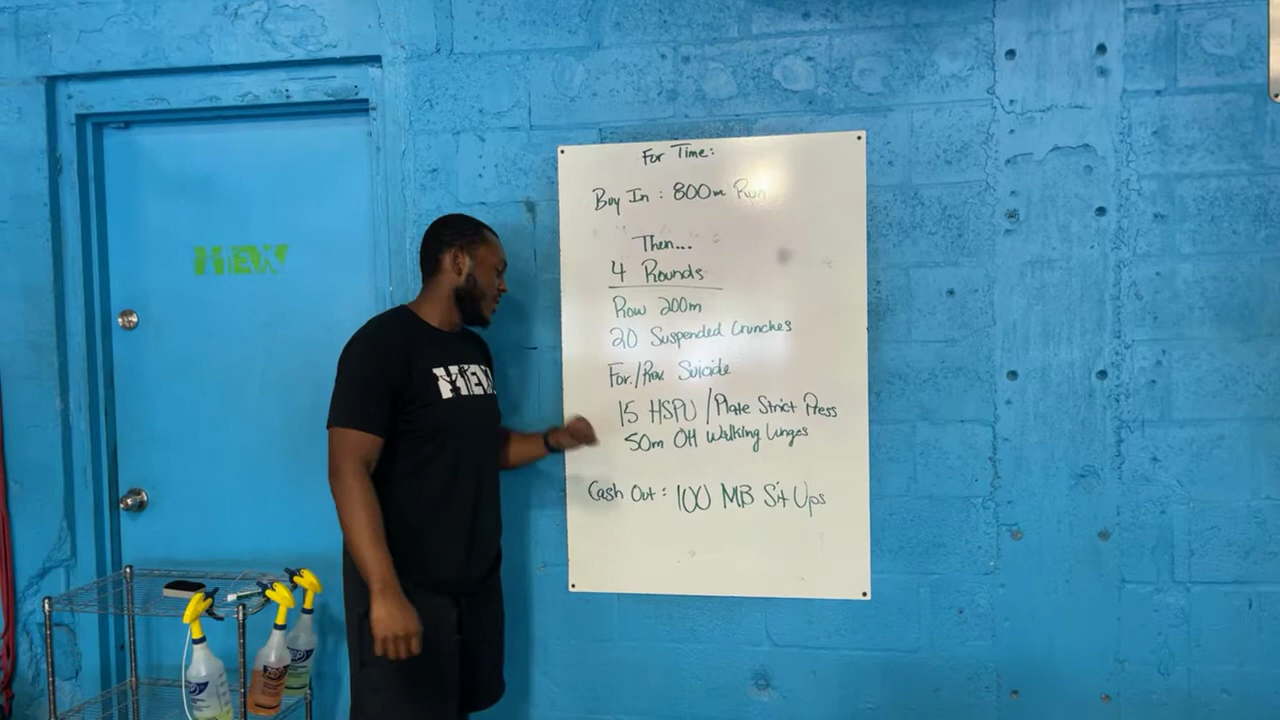 For Time:
Buy In : 800m Run
Then...
4 Rounds
Row 200m
20 Suspended Crunches
For./Rev. Suicide
15 HSPU / Plate Strict Press
50m OH Walking Lunges
Cash Out : 100 MB Sit Ups